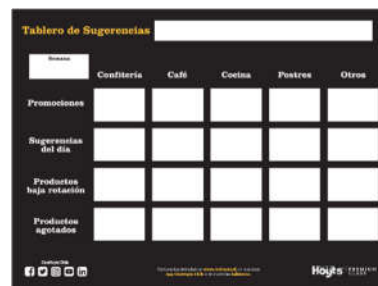 Tablero de Sugerencias
Semana
Confitería Café Cocina Postres Otros
Promociones
Sugerencias
del día
Productos
baja rotación
Productos
agotados
Hoyts PREMIUM